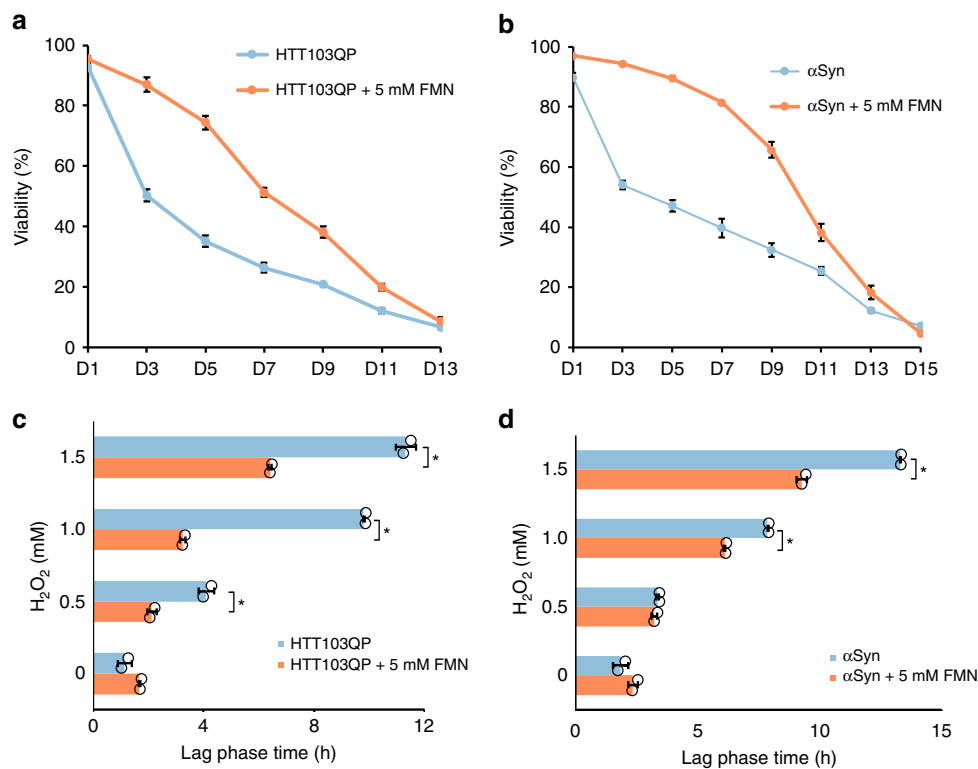 a
100
80
60
40
20
0
Viability (%)
HTT103QP
HTT103QP + 5 mM FMN
D1 D3 D5 D7 D9 D11 D13
b
100
80
60
40
20
0
Viability (%)
αSyn
αSyn + 5 mM FMN
D1 D3 D5 D7 D9 D11 D13 D15
c
1.5
1.0
0.5
0
H₂O₂ (mM)
*
*
*
HTT103QP
HTT103QP + 5 mM FMN
0 4 8 12
Lag phase time (h)
d
1.5
1.0
0.5
0
H₂O₂ (mM)
*
*
αSyn
αSyn + 5 mM FMN
0 5 10 15
Lag phase time (h)